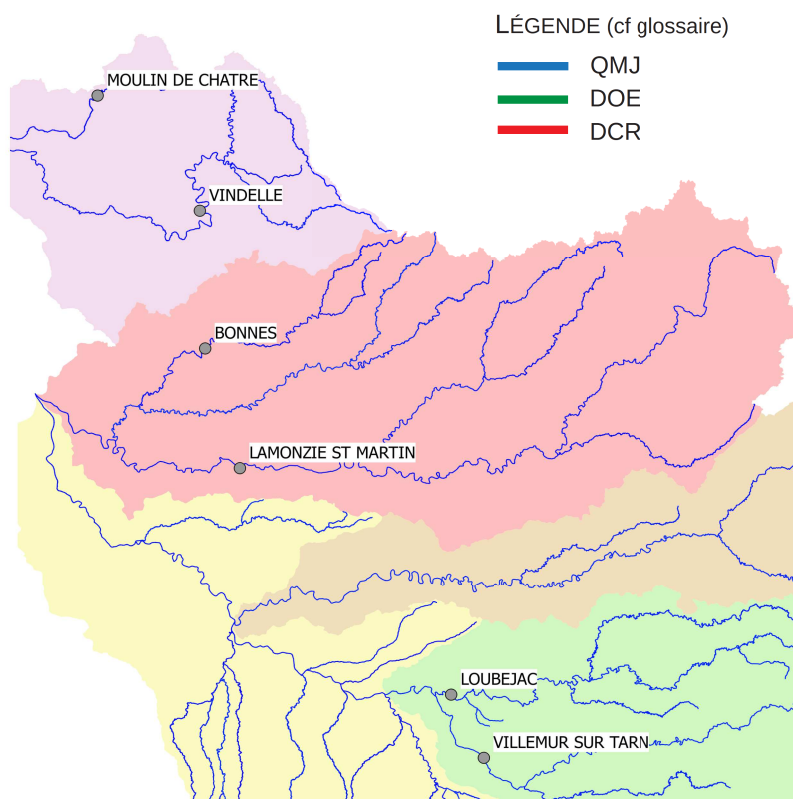 LÉGENDE (cf glossaire)
QMJ
DOE
DCR
MOULIN DE CHATRE
VINDELLE
BONNES
LAMONZIE ST MARTIN
LOUBEJAC
VILLEMUR SUR TARN